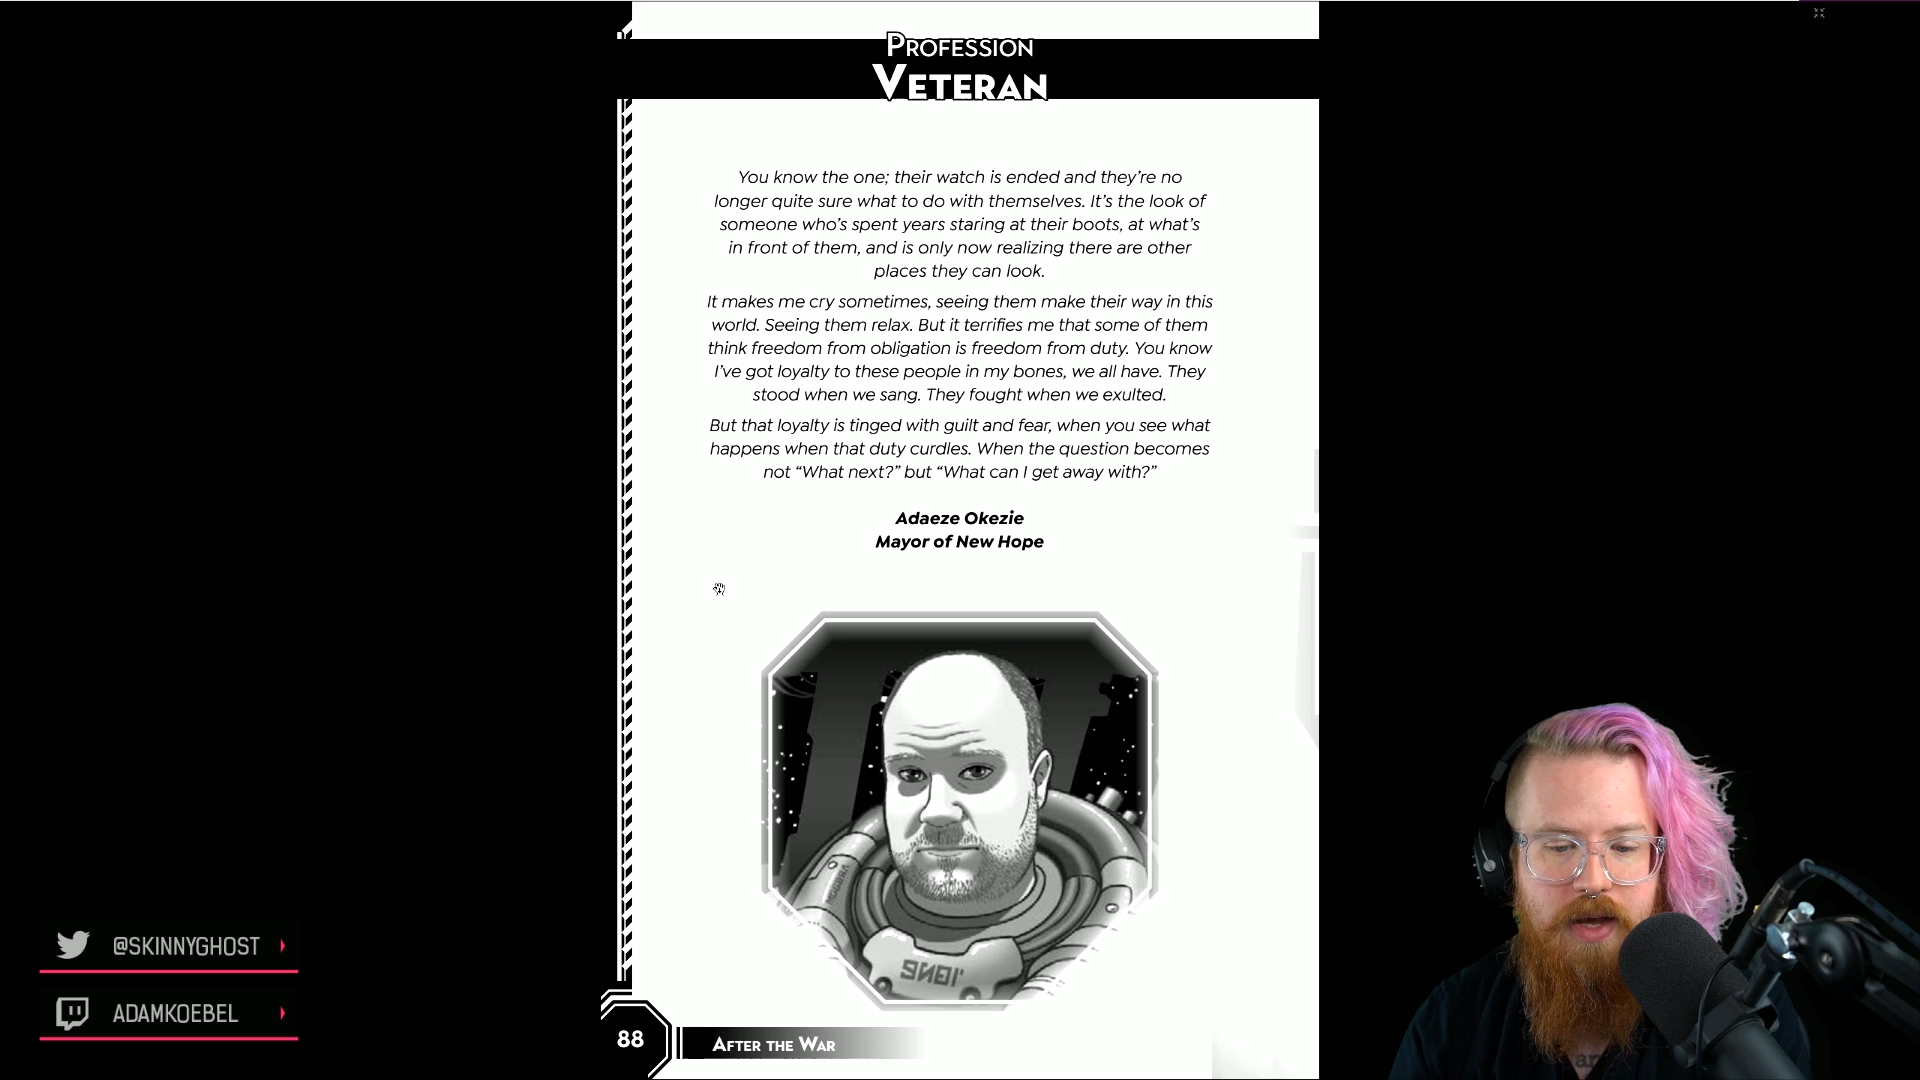 PROFESSION
VETERAN
You know the one; their watch is ended and they're no
longer quite sure what to do with themselves. It's the look of
someone who's spent years staring at their boots, at what's
in front of them, and is only now realizing there are other
places they can look.
It makes me cry sometimes, seeing them make their way in this
world. Seeing them relax. But it terrifies me that some of them
think freedom from obligation is freedom from duty. You know
I've got loyalty to these people in my bones, we all have. They
stood when we sang. They fought when we exulted.
But that loyalty is tinged with guilt and fear, when you see what
happens when that duty curdles. When the question becomes
not “What next?” but “What can I get away with?”
Adaeze Okezie
Mayor of New Hope
88
AFTER THE WAR
@SKINNYGHOST
ADAMKOEBEL